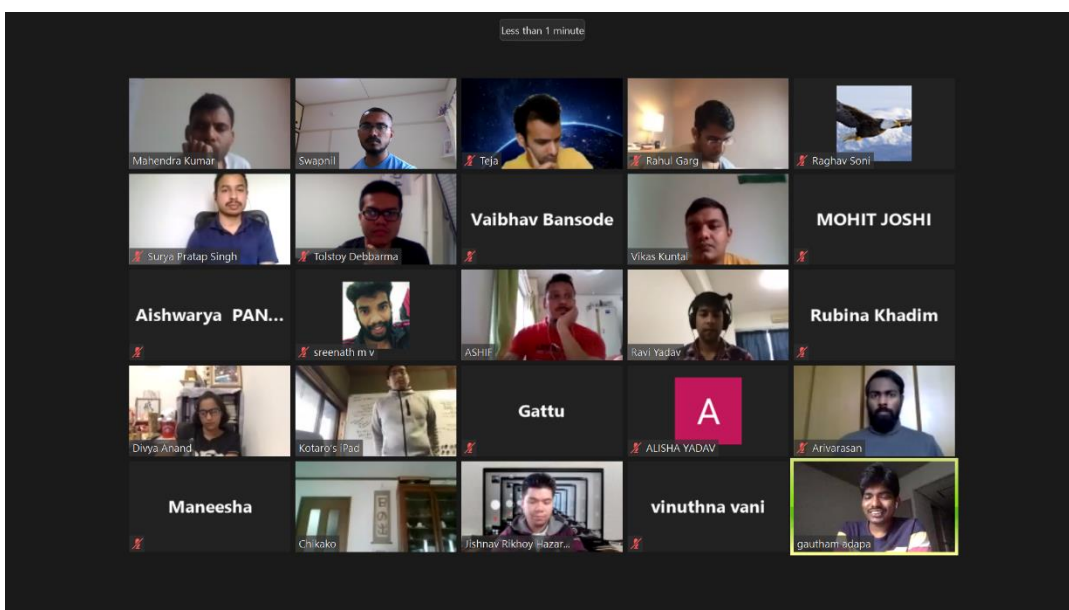 Less than 1 minute
Mahendra Kumar
Swapnil
Teja
Rahul Garg
Raghav Soni
Surya Pratap Singh
Tolstoy Debbarma
Vaibhav Bansode
Vikas Kuntal
MOHIT JOSHI
Aishwarya PAN...
sreenath m v
ASHIF
Ravi Yadav
Rubina Khadim
Divya Anand
Kotaro's iPad
Gattu
A
ALISHA YADAV
Arivarasan
Maneesha
Chikako
Jishnav Rikhoy Hazar...
vinuthna vani
gautham adapa